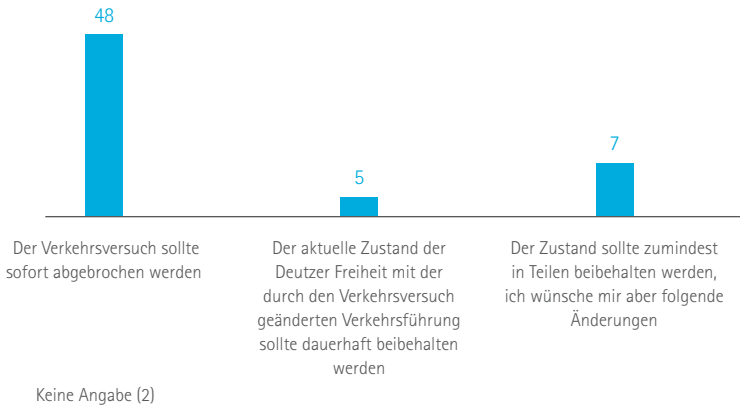 48
5
7
Der Verkehrsversuch sollte
sofort abgebrochen werden
Der aktuelle Zustand der
Deutzer Freiheit mit der
durch den Verkehrsversuch
geänderten Verkehrsführung
sollte dauerhaft beibehalten
werden
Der Zustand sollte zumindest
in Teilen beibehalten werden,
ich wünsche mir aber folgende
Änderungen
Keine Angabe (2)